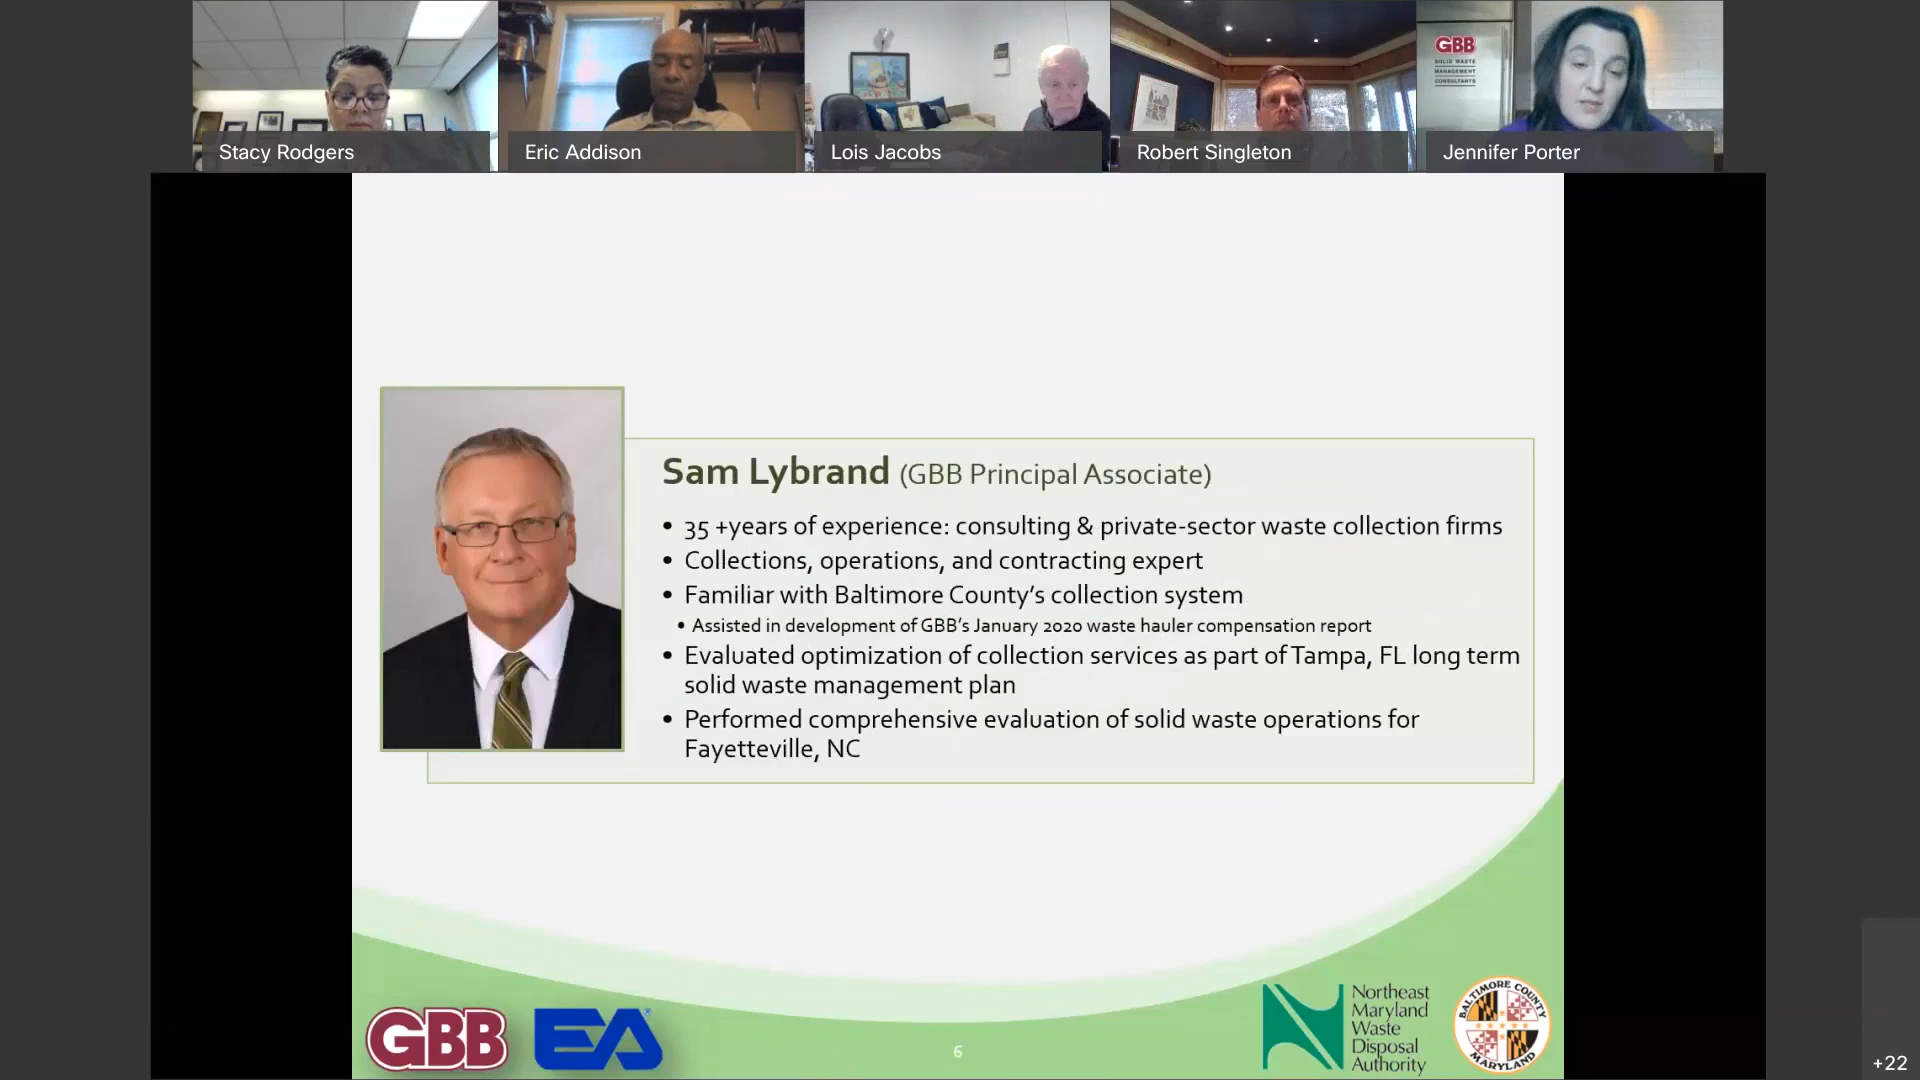 GBB
SOLID WASTE
MANAGEMENT
CONSULTANTS
Stacy Rodgers
Eric Addison
Lois Jacobs
Robert Singleton
Jennifer Porter
Sam Lybrand (GBB Principal Associate)
• 35 +years of experience: consulting & private-sector waste collection firms
• Collections, operations, and contracting expert
• Familiar with Baltimore County’s collection system
• Assisted in development of GBB’s January 2020 waste hauler compensation report
• Evaluated optimization of collection services as part of Tampa, FL long term
solid waste management plan
• Performed comprehensive evaluation of solid waste operations for
Fayetteville, NC
GBB
EA®
6
Northeast
Maryland
Waste
Disposal
Authority
BALTIMORE COUNTY
MARYLAND
+22